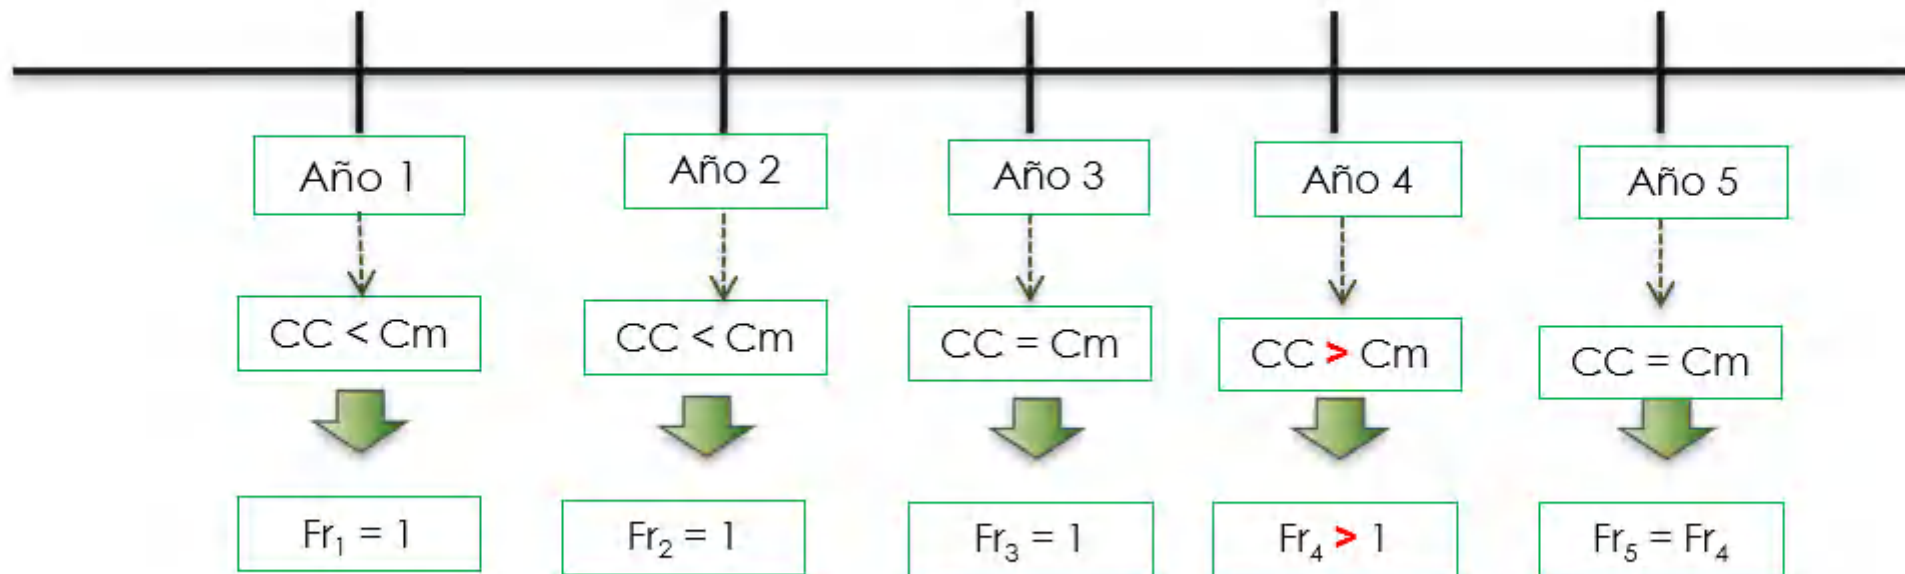 Año 1
Año 2
Año 3
Año 4
Año 5
CC < Cm
CC < Cm
CC = Cm
CC > Cm
CC = Cm
Fr₁ = 1
Fr₂ = 1
Fr₃ = 1
Fr₄ > 1
Fr₅ = Fr₄